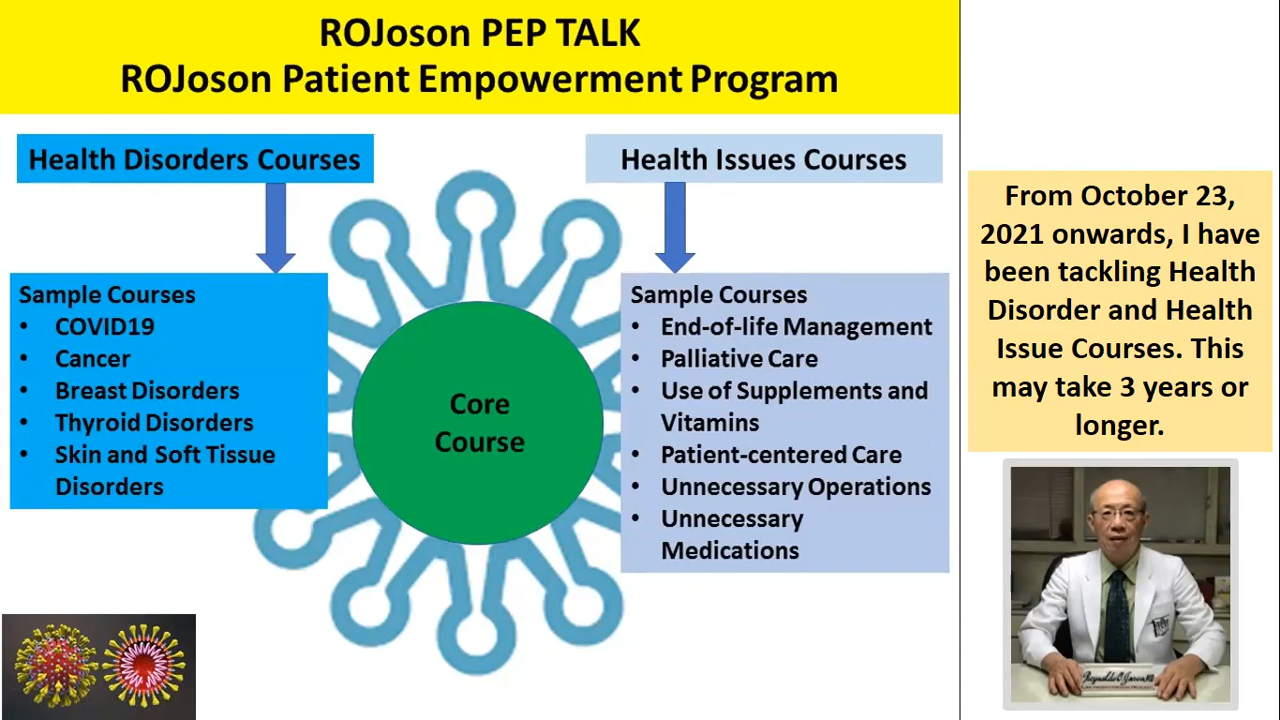 ROJoson PEP TALK
ROJoson Patient Empowerment Program
Health Disorders Courses
Sample Courses
• COVID19
• Cancer
• Breast Disorders
• Thyroid Disorders
• Skin and Soft Tissue
Disorders
Core
Course
Health Issues Courses
Sample Courses
• End-of-life Management
• Palliative Care
• Use of Supplements and
Vitamins
• Patient-centered Care
• Unnecessary Operations
• Unnecessary
Medications
From October 23,
2021 onwards, I have
been tackling Health
Disorder and Health
Issue Courses. This
may take 3 years or
longer.
Reynaldo O. Joson, MD